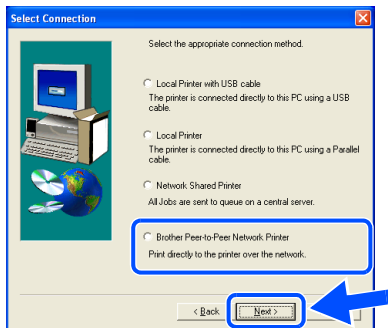 Select Connection
Select the appropriate connection method.
Local Printer with USB cable
The printer is connected directly to this PC using a USB
cable.
Local Printer
The printer is connected directly to this PC using a Parallel
cable.
Network Shared Printer
All Jobs are sent to queue on a central server.
Brother Peer-to-Peer Network Printer
Print directly to the printer over the network.
< Back
Next >